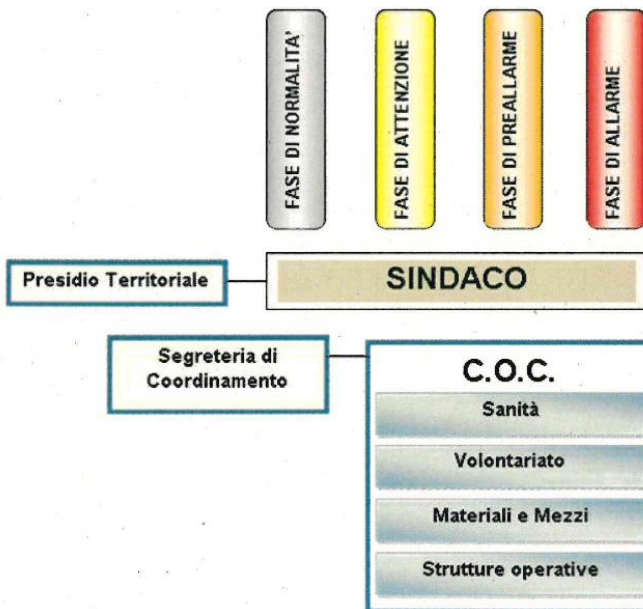 FASE DI NORMALITA'
FASE DI ATTENZIONE
FASE DI PREALLARME
FASE DI ALLARME
Presidio Territoriale
SINDACO
Segreteria di
Coordinamento
C.O.C.
Sanità
Volontariato
Materiali e Mezzi
Strutture operative